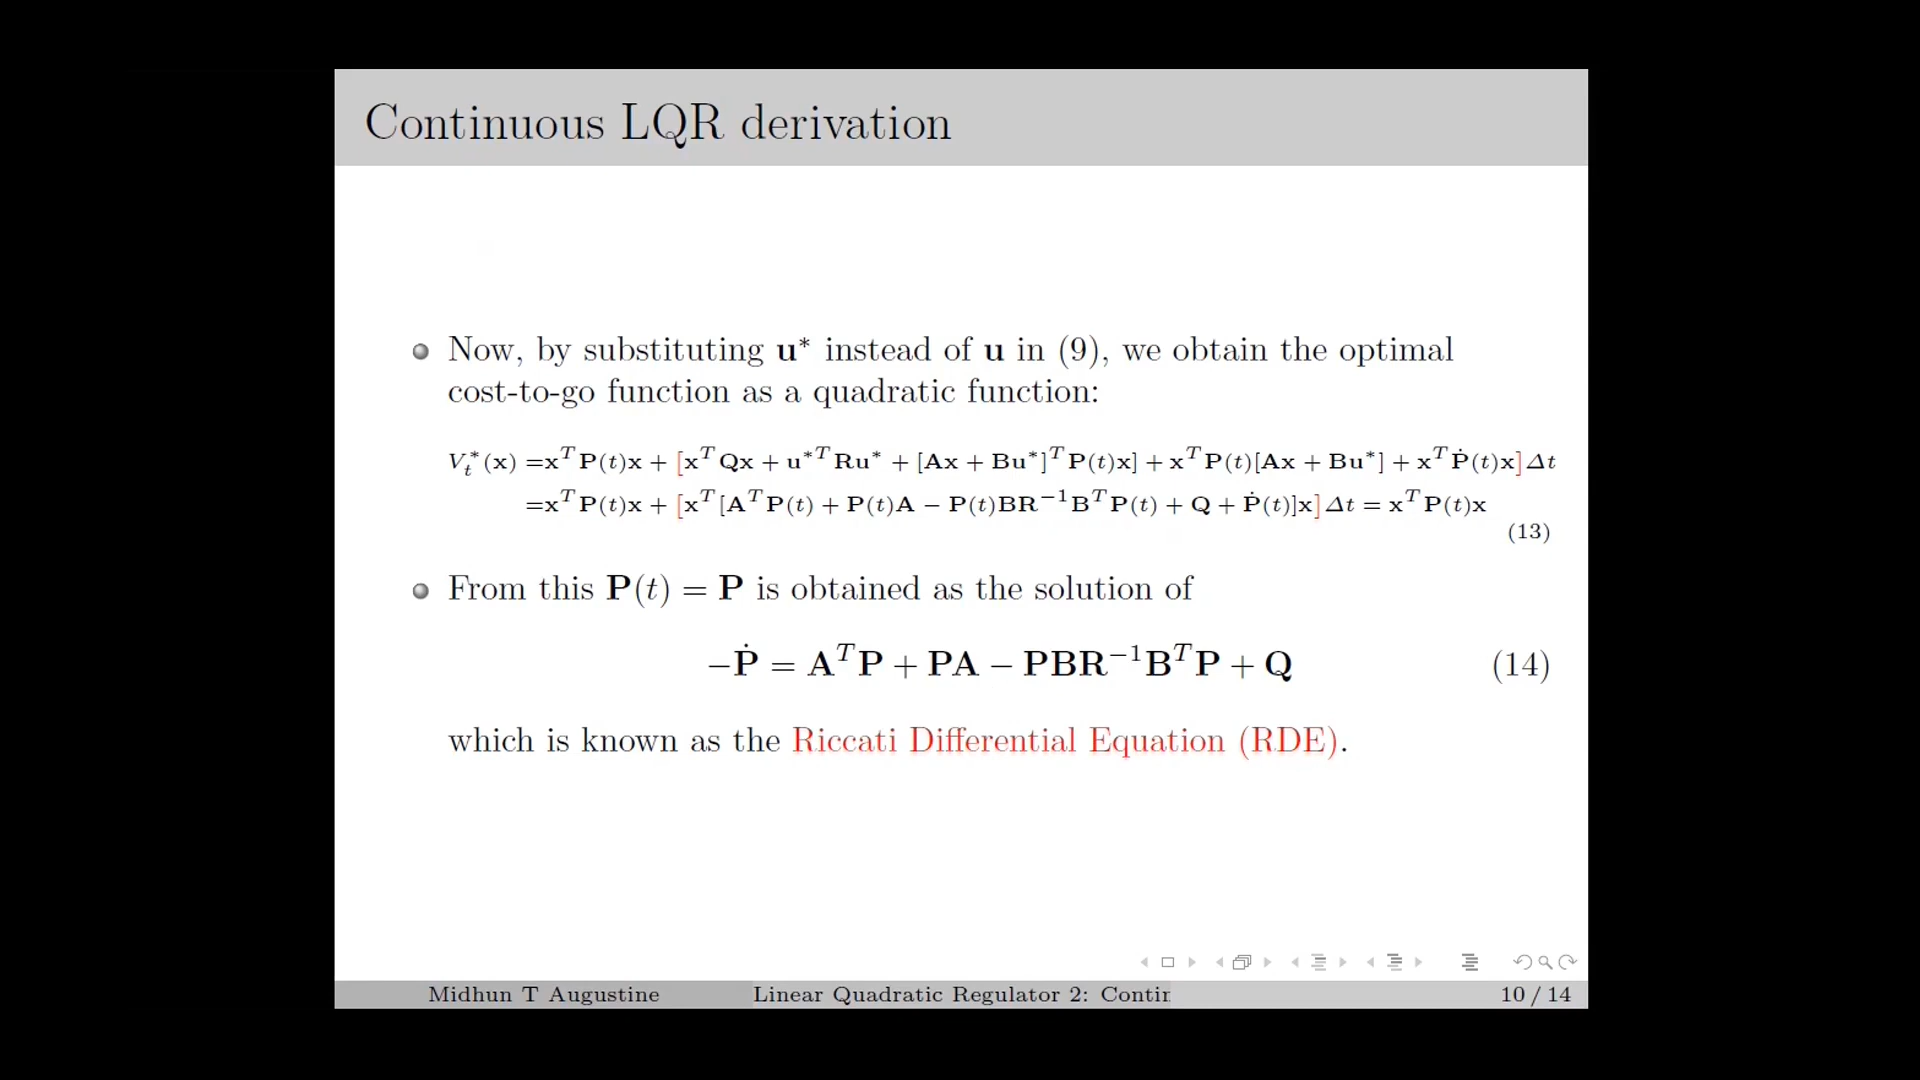 Continuous LQR derivation
Now, by substituting u* instead of u in (9), we obtain the optimal
cost-to-go function as a quadratic function:
V_t^*(x) =x^T P(t)x + [x^T Qx + u*^T Ru* + [Ax + Bu*]^T P(t)x] + x^T P(t)[Ax + Bu*] + x^T Ṗ(t)x]Δt
=x^T P(t)x + [x^T [A^T P(t) + P(t)A − P(t)BR^−1 B^T P(t) + Q + Ṗ(t)]x]Δt = x^T P(t)x
(13)
From this P(t) = P is obtained as the solution of
−Ṗ = A^T P + PA − PBR^−1 B^T P + Q (14)
which is known as the Riccati Differential Equation (RDE).
Midhun T Augustine Linear Quadratic Regulator 2: Contin 10 / 14